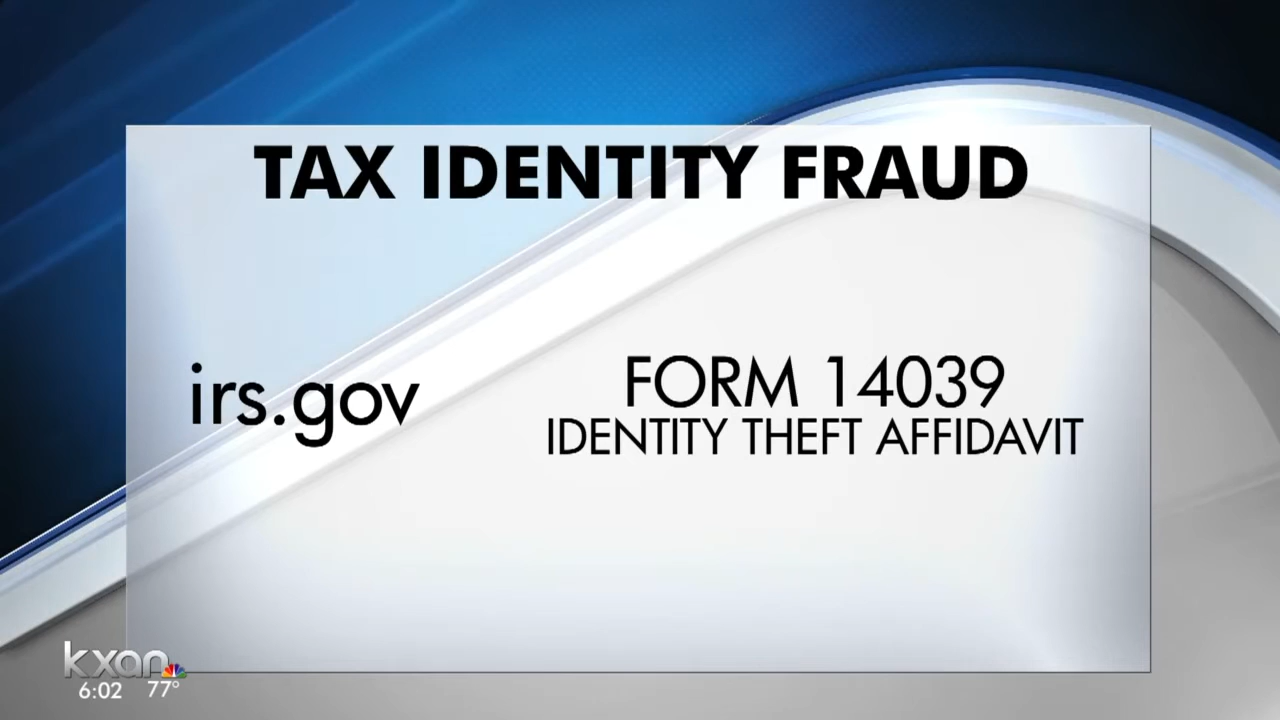 TAX IDENTITY FRAUD
irs.gov
FORM 14039
IDENTITY THEFT AFFIDAVIT
kxan
6:02 77°